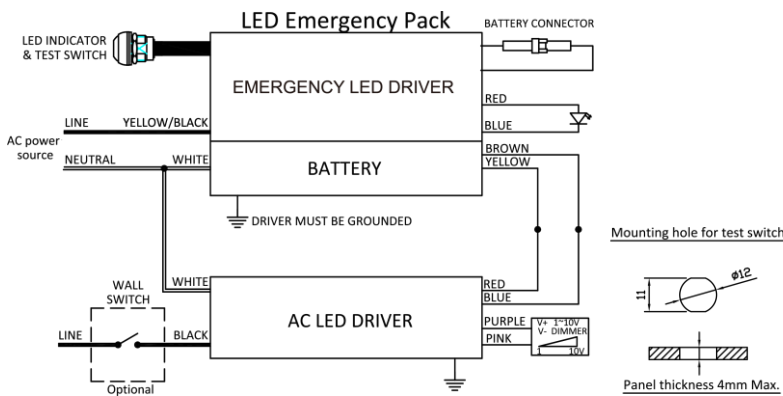 LED Emergency Pack
LED INDICATOR
& TEST SWITCH
BATTERY CONNECTOR
EMERGENCY LED DRIVER
RED
BLUE
LINE
YELLOW/BLACK
AC power
source
NEUTRAL
WHITE
BATTERY
BROWN
YELLOW
DRIVER MUST BE GROUNDED
Mounting hole for test switch
WHITE
RED
BLUE
11
ø12
WALL
SWITCH
LINE
BLACK
AC LED DRIVER
PURPLE
PINK
V+ 1~10V
V- DIMMER
1 10V
Optional
Panel thickness 4mm Max.